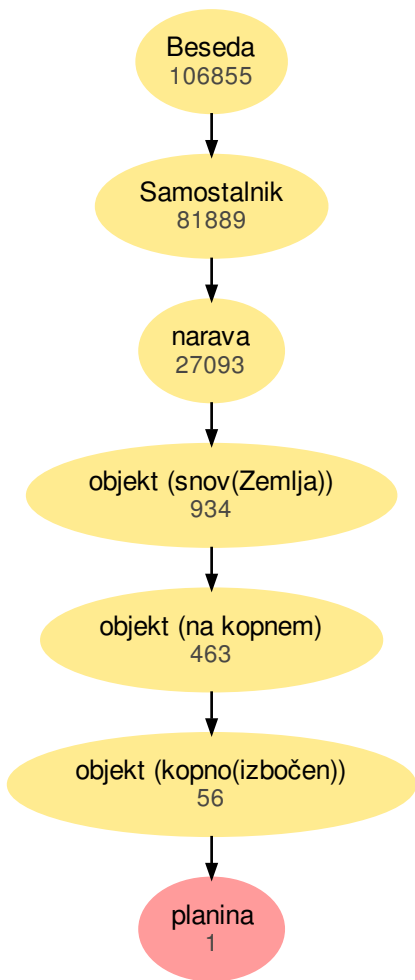 Beseda
106855
Samostalnik
81889
narava
27093
objekt (snov(Zemlja))
934
objekt (na kopnem)
463
objekt (kopno(izbočen))
56
planina
1